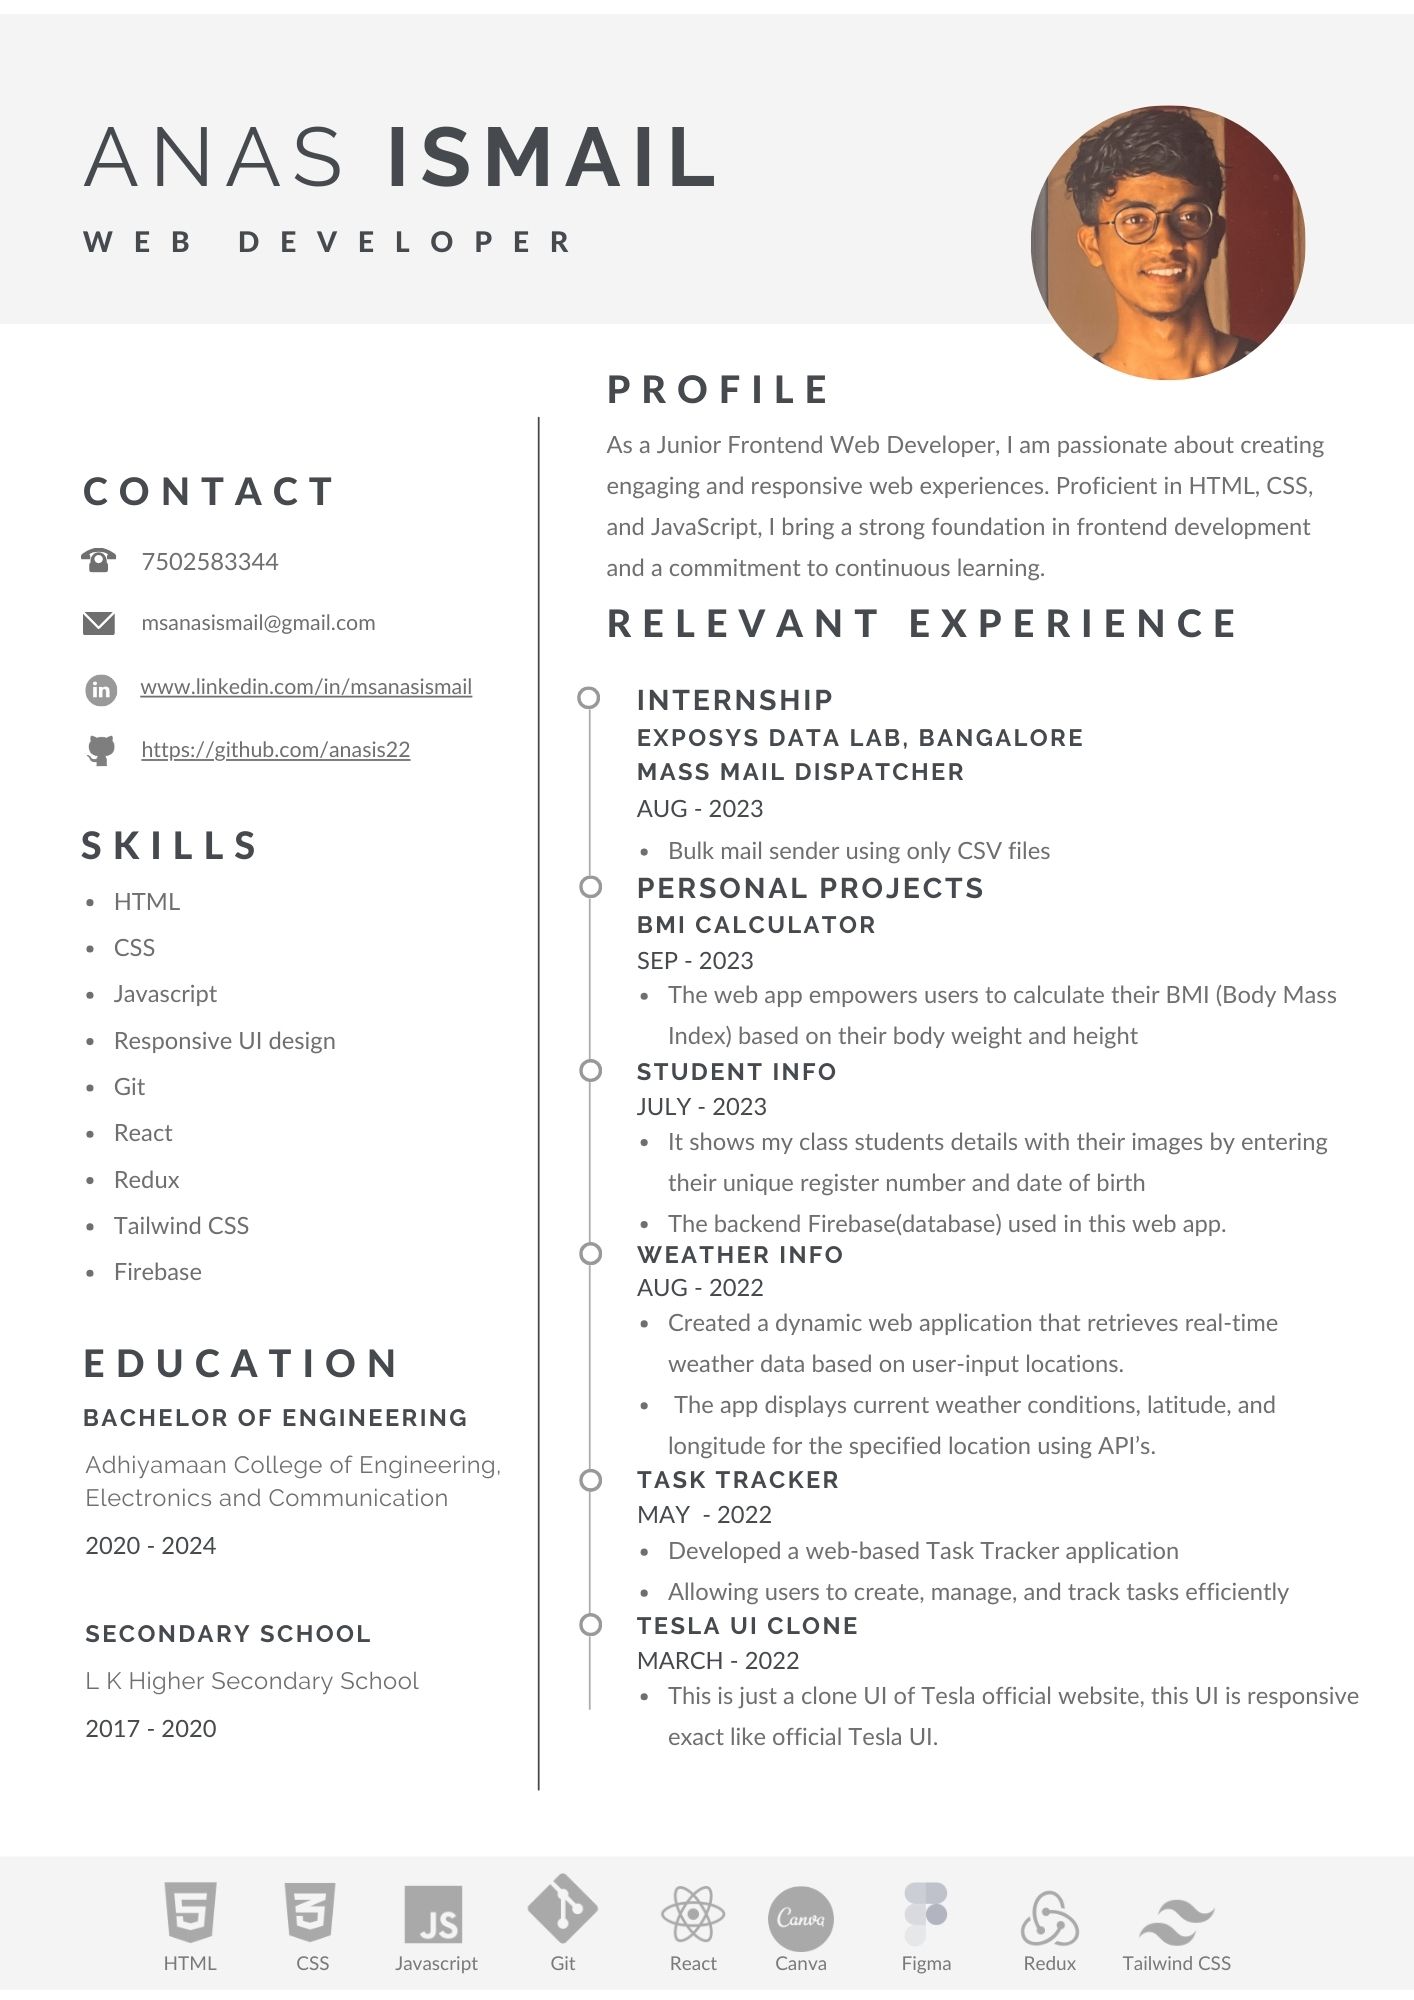 ANAS ISMAIL
WEB DEVELOPER
CONTACT
7502583344
msanasismail@gmail.com
www.linkedin.com/in/msanasismail
https://github.com/anasis22
SKILLS
• HTML
• CSS
• Javascript
• Responsive UI design
• Git
• React
• Redux
• Tailwind CSS
• Firebase
EDUCATION
BACHELOR OF ENGINEERING
Adhiyamaan College of Engineering,
Electronics and Communication
2020 - 2024
SECONDARY SCHOOL
L K Higher Secondary School
2017 - 2020
PROFILE
As a Junior Frontend Web Developer, I am passionate about creating
engaging and responsive web experiences. Proficient in HTML, CSS,
and JavaScript, I bring a strong foundation in frontend development
and a commitment to continuous learning.
RELEVANT EXPERIENCE
INTERNSHIP
EXPOSYS DATA LAB, BANGALORE
MASS MAIL DISPATCHER
AUG - 2023
• Bulk mail sender using only CSV files
PERSONAL PROJECTS
BMI CALCULATOR
SEP - 2023
• The web app empowers users to calculate their BMI (Body Mass
Index) based on their body weight and height
STUDENT INFO
JULY - 2023
• It shows my class students details with their images by entering
their unique register number and date of birth
• The backend Firebase(database) used in this web app.
WEATHER INFO
AUG - 2022
• Created a dynamic web application that retrieves real-time
weather data based on user-input locations.
• The app displays current weather conditions, latitude, and
longitude for the specified location using API’s.
TASK TRACKER
MAY - 2022
• Developed a web-based Task Tracker application
• Allowing users to create, manage, and track tasks efficiently
TESLA UI CLONE
MARCH - 2022
• This is just a clone UI of Tesla official website, this UI is responsive
exact like official Tesla UI.
5 3 JS Canva
HTML CSS Javascript Git React Canva Figma Redux Tailwind CSS